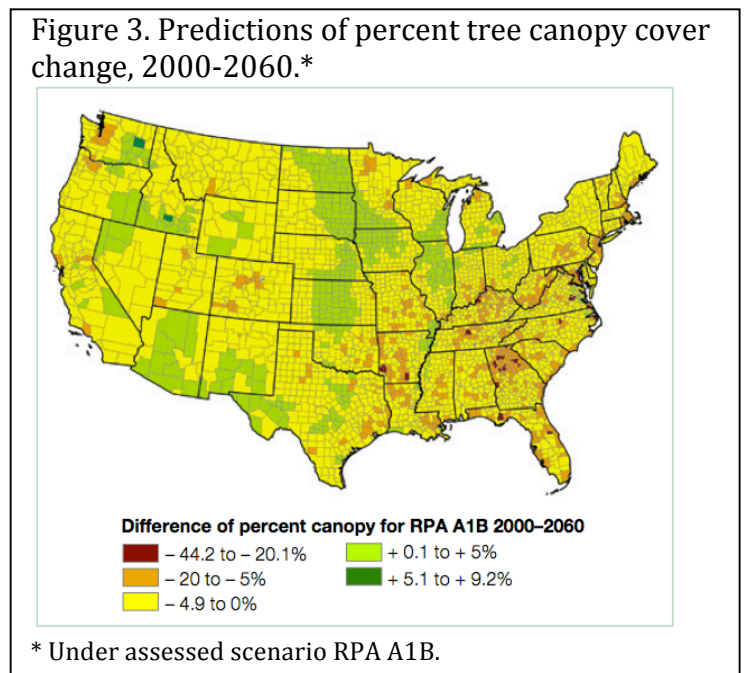 Figure 3. Predictions of percent tree canopy cover
change, 2000-2060.*
Difference of percent canopy for RPA A1B 2000–2060
– 44.2 to – 20.1%
+ 0.1 to + 5%
– 20 to – 5%
+ 5.1 to + 9.2%
– 4.9 to 0%
* Under assessed scenario RPA A1B.